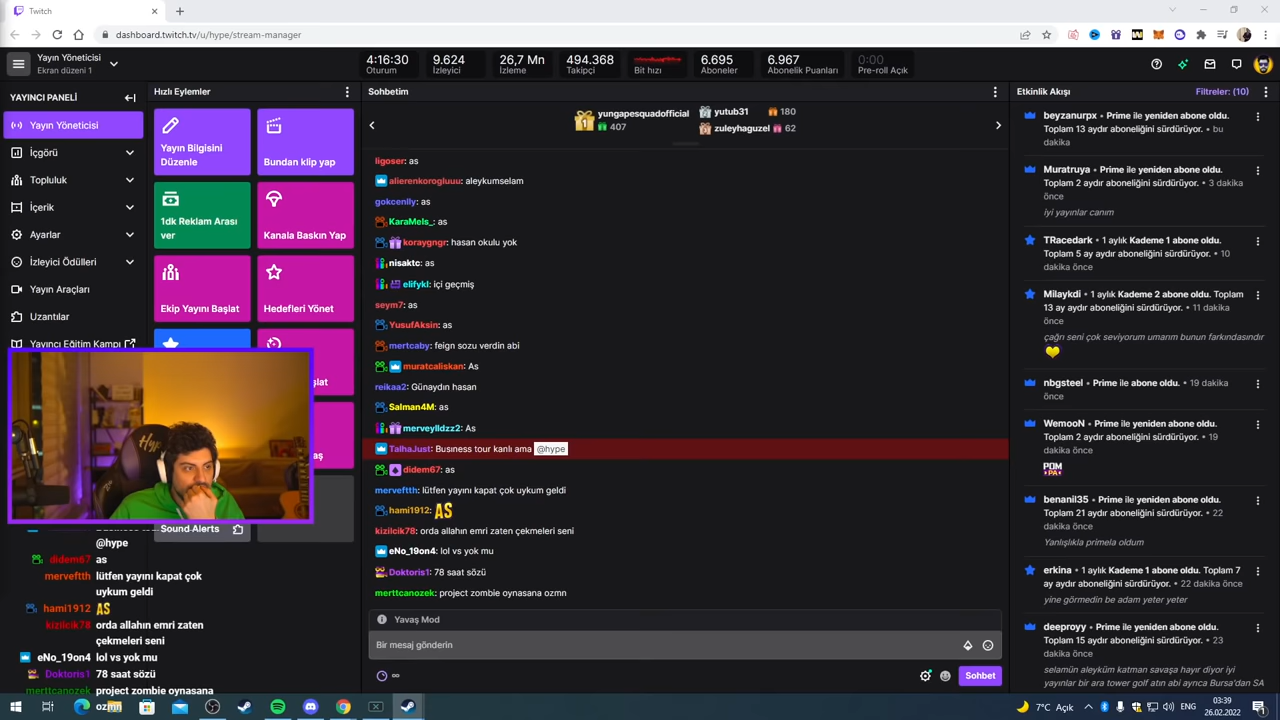 Twitch
dashboard.twitch.tv/u/hype/stream-manager
Yayın Yöneticisi
Ekran düzeni 1
4:16:30
Oturum
9.624
İzleyici
26,7 Mn
İzleme
494.368
Takipçi
Bit hızı
6.695
Aboneler
6.967
Abonelik Puanları
0:00
Pre-roll Açık
YAYINCI PANELİ
Yayın Yöneticisi
İçgörü
Topluluk
İçerik
Ayarlar
İzleyici Ödülleri
Yayın Araçları
Uzantılar
Yayıncı Eğitim Kampı
Hızlı Eylemler
Yayın Bilgisini
Düzenle
Bundan klip yap
1dk Reklam Arası
ver
Kanala Baskın Yap
Ekip Yayını Başlat
Hedefleri Yönet
Sound Alerts
Sohbetim
yungapesquadofficial
407
yutub31 180
zuleyhaguzel 62
ligoser: as
alierenkorogluuu: aleykumselam
gokcenlly: as
KaraMels_: as
koraygngr: hasan okulu yok
nisaktc: as
elifykl: içi geçmiş
seym7: as
YusufAksin: as
mertcaby: feign sozu verdin abi
muratcaliskan: As
reikaa2: Günaydın hasan
Salman4M: as
merveylldzz2: As
TalhaJust: Busıness tour kanlı ama @hype
didem67: as
merveftth: lütfen yayını kapat çok uykum geldi
hami1912: AS
kizilcik78: orda allahın emri zaten çekmeleri seni
eNo_19on4: lol vs yok mu
Doktoris1: 78 saat sözü
merttcanozek: project zombie oynasana ozmn
Yavaş Mod
Bir mesaj gönderin
Sohbet
Etkinlik Akışı
Filtreler: (10)
beyzanurpx • Prime ile yeniden abone oldu.
Toplam 13 aydır aboneliğini sürdürüyor. • bu
dakika
Muratruya • Prime ile yeniden abone oldu.
Toplam 2 aydır aboneliğini sürdürüyor. • 3 dakika
önce
iyi yayınlar canım
TRacedark • 1 aylık Kademe 1 abone oldu.
Toplam 5 ay aydır aboneliğini sürdürüyor. • 10
dakika önce
Milaykdi • 1 aylık Kademe 2 abone oldu. Toplam
13 ay aydır aboneliğini sürdürüyor. • 11 dakika
önce
çağrı seni çok seviyorum umarım bunun farkındasındır
nbgsteel • Prime ile abone oldu. • 19 dakika
önce
WemooN • Prime ile yeniden abone oldu.
Toplam 2 aydır aboneliğini sürdürüyor. • 19
dakika önce
POM
PA
benanil35 • Prime ile yeniden abone oldu.
Toplam 21 aydır aboneliğini sürdürüyor. • 22
dakika önce
Yanlışlıkla primela oldum
erkina • 1 aylık Kademe 1 abone oldu. Toplam 7
ay aydır aboneliğini sürdürüyor. • 22 dakika önce
yine görmedin be adam yeter yeter
deeproyy • Prime ile yeniden abone oldu.
Toplam 15 aydır aboneliğini sürdürüyor. • 23
dakika önce
selamün aleyküm katman savaşa hayır diyor iyi
yayınlar bir ara tower golf atın abi ayrıca Bursa'dan SA
@hype
didem67 as
merveftth lütfen yayını kapat çok
uykum geldi
hami1912 AS
kizilcik78 orda allahın emri zaten
çekmeleri seni
eNo_19on4 lol vs yok mu
Doktoris1 78 saat sözü
merttcanozek project zombie oynasana
ozmn
7°C Açık
ENG
03:39
26.02.2022